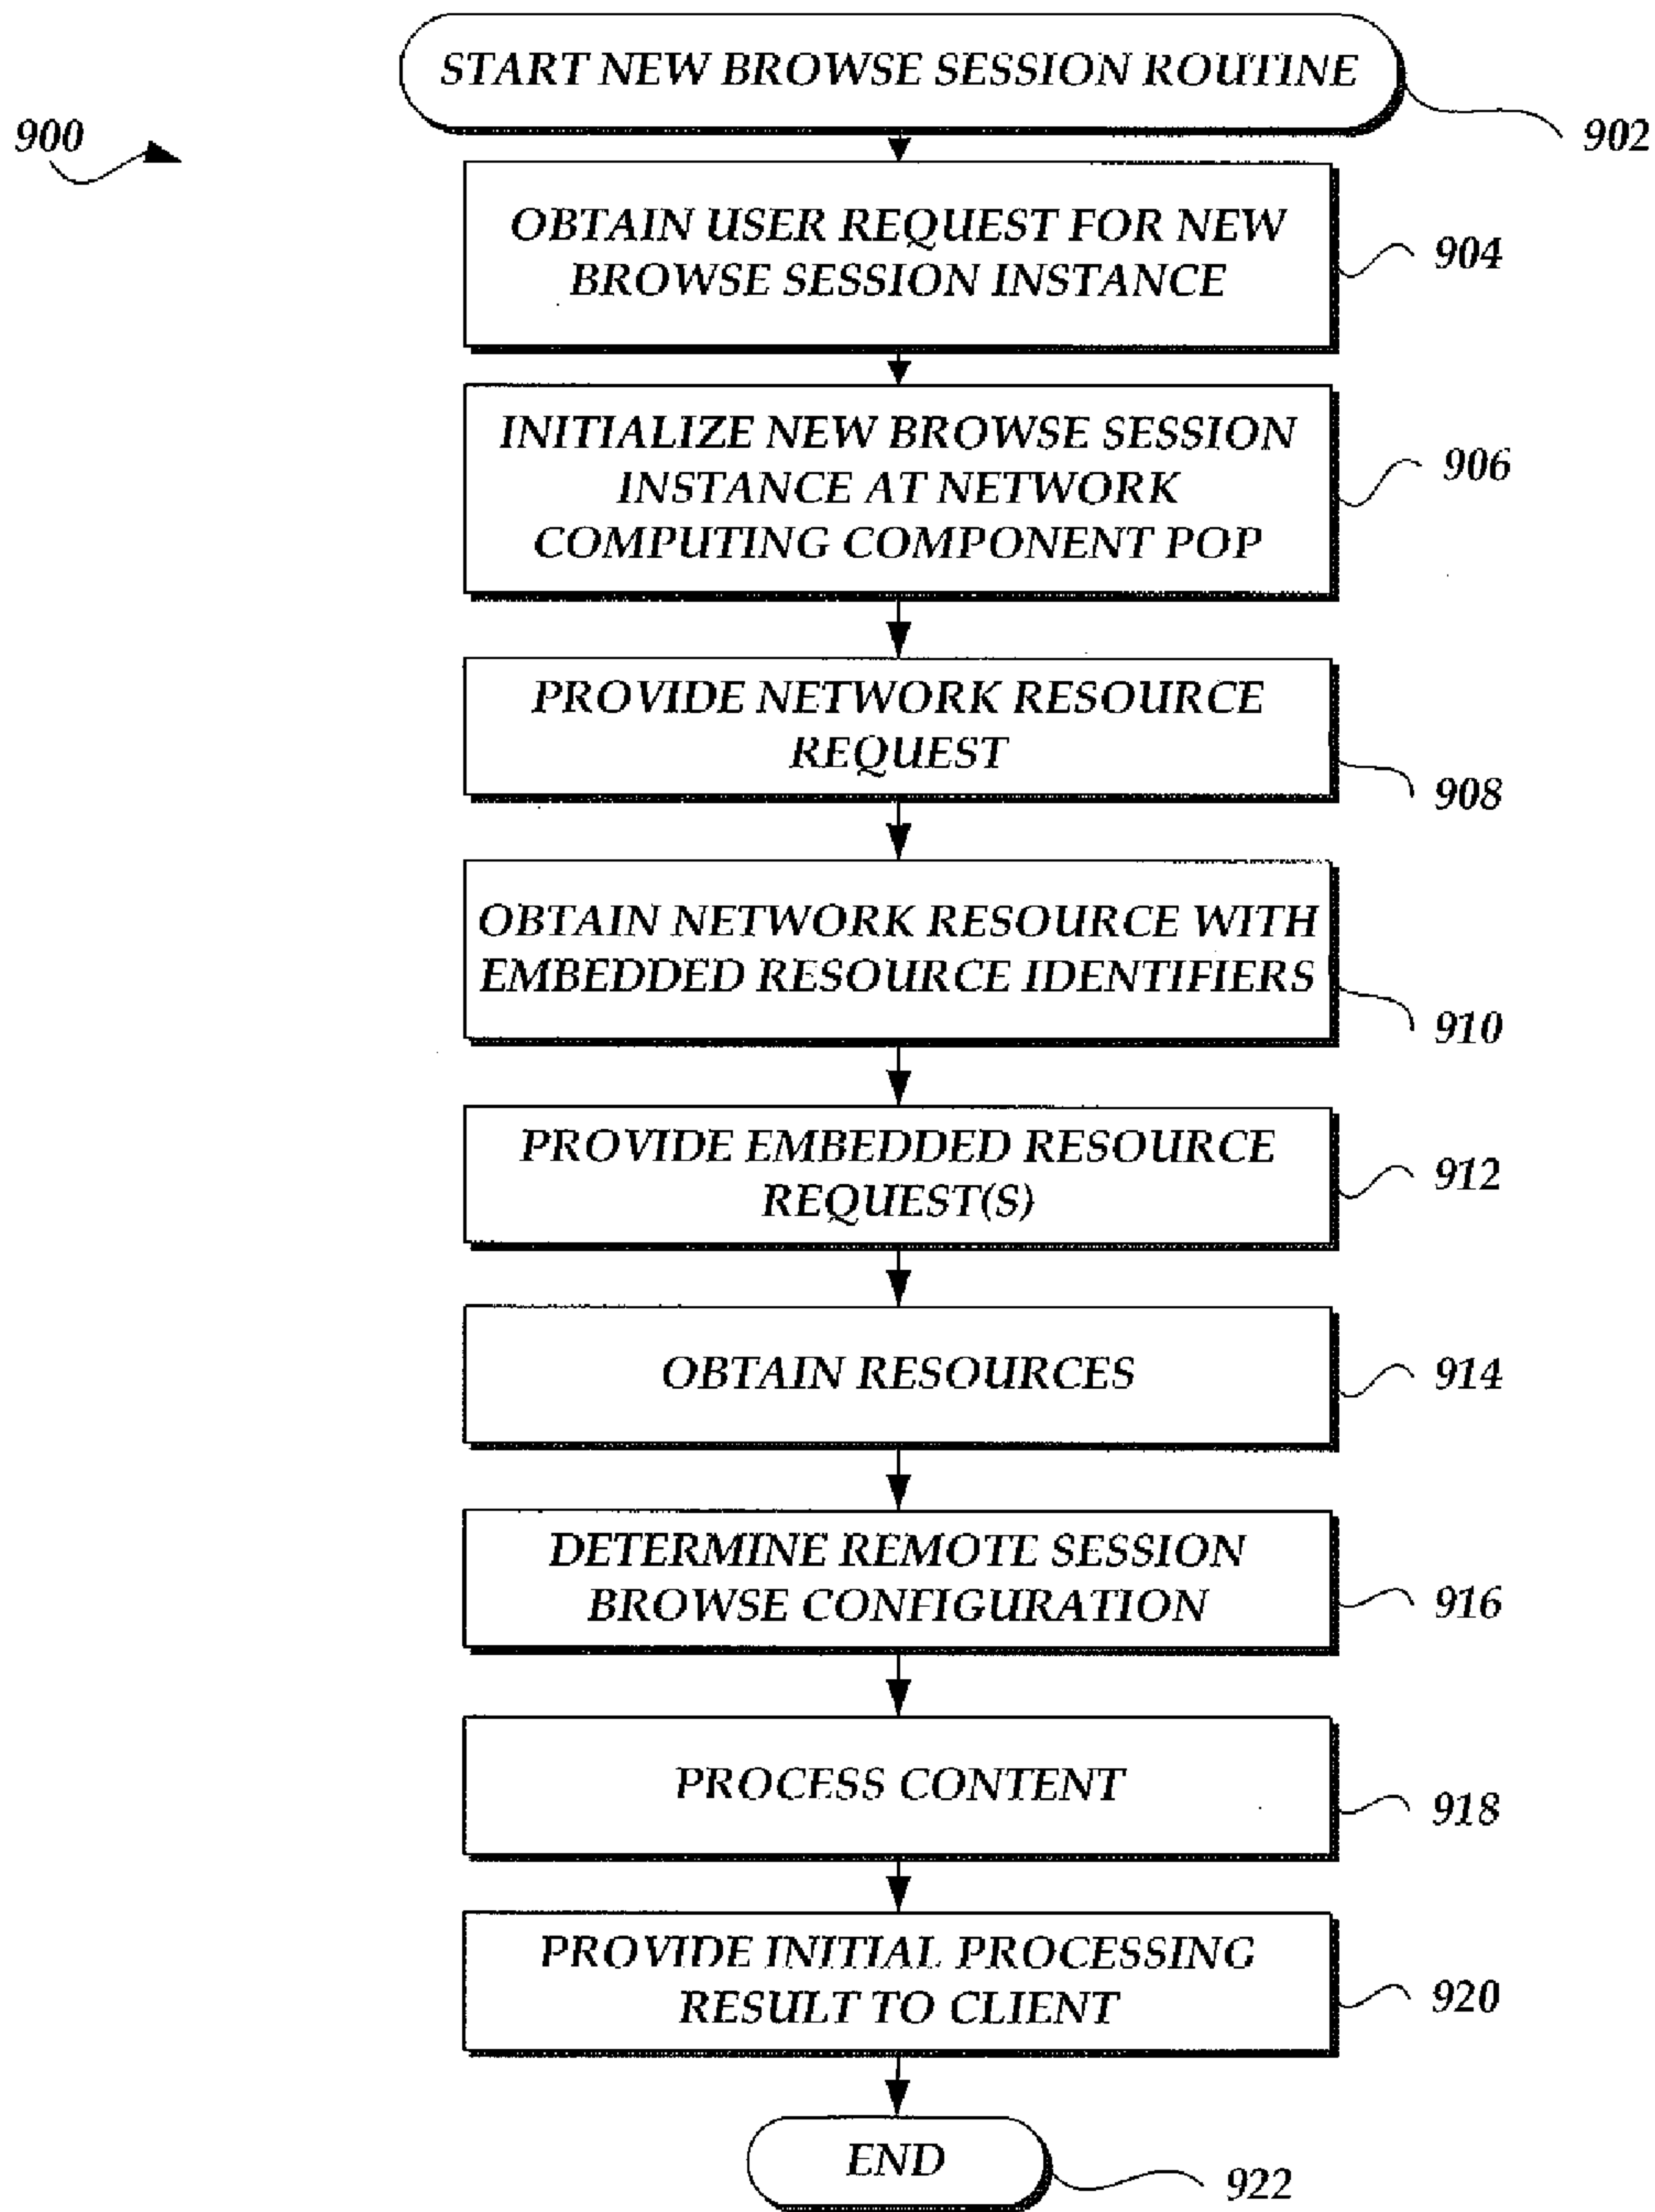 START NEW BROWSE SESSION ROUTINE
900
902
OBTAIN USER REQUEST FOR NEW
BROWSE SESSION INSTANCE
904
INITIALIZE NEW BROWSE SESSION
INSTANCE AT NETWORK
COMPUTING COMPONENT POP
906
PROVIDE NETWORK RESOURCE
REQUEST
908
OBTAIN NETWORK RESOURCE WITH
EMBEDDED RESOURCE IDENTIFIERS
910
PROVIDE EMBEDDED RESOURCE
REQUEST(S)
912
OBTAIN RESOURCES
914
DETERMINE REMOTE SESSION
BROWSE CONFIGURATION
916
PROCESS CONTENT
918
PROVIDE INITIAL PROCESSING
RESULT TO CLIENT
920
END
922